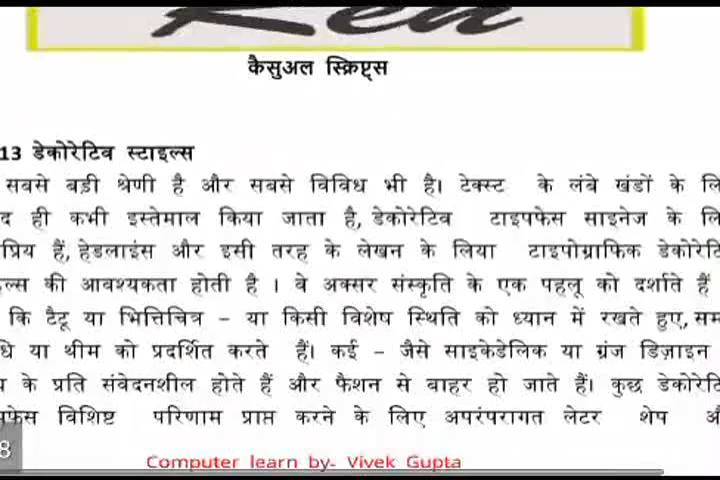 कैसुअल स्क्रिप्ट्स
13 डेकोरेटिव स्टाइल्स
सबसे बड़ी श्रेणी है और सबसे विविध भी है। टेक्स्ट के लंबे खंडों के लि
द ही कभी इस्तेमाल किया जाता है, डेकोरेटिव टाइपफेस साइनेज के लि
प्रिय हैं, हेडलाइंस और इसी तरह के लेखन के लिया टाइपोग्राफिक डेकोरेटि
ल्स की आवश्यकता होती है । वे अक्सर संस्कृति के एक पहलू को दर्शाते हैं
कि टैटू या भित्तिचित्र – या किसी विशेष स्थिति को ध्यान में रखते हुए, सम
धि या थीम को प्रदर्शित करते हैं। कई – जैसे साइकेडेलिक या ग्रंज डिज़ाइन
के प्रति संवेदनशील होते हैं और फैशन से बाहर हो जाते हैं। कुछ डेकोरेटि
फेस विशिष्ट परिणाम प्राप्त करने के लिए अपरंपरागत लेटर शेप औ
8
Computer learn by- Vivek Gupta